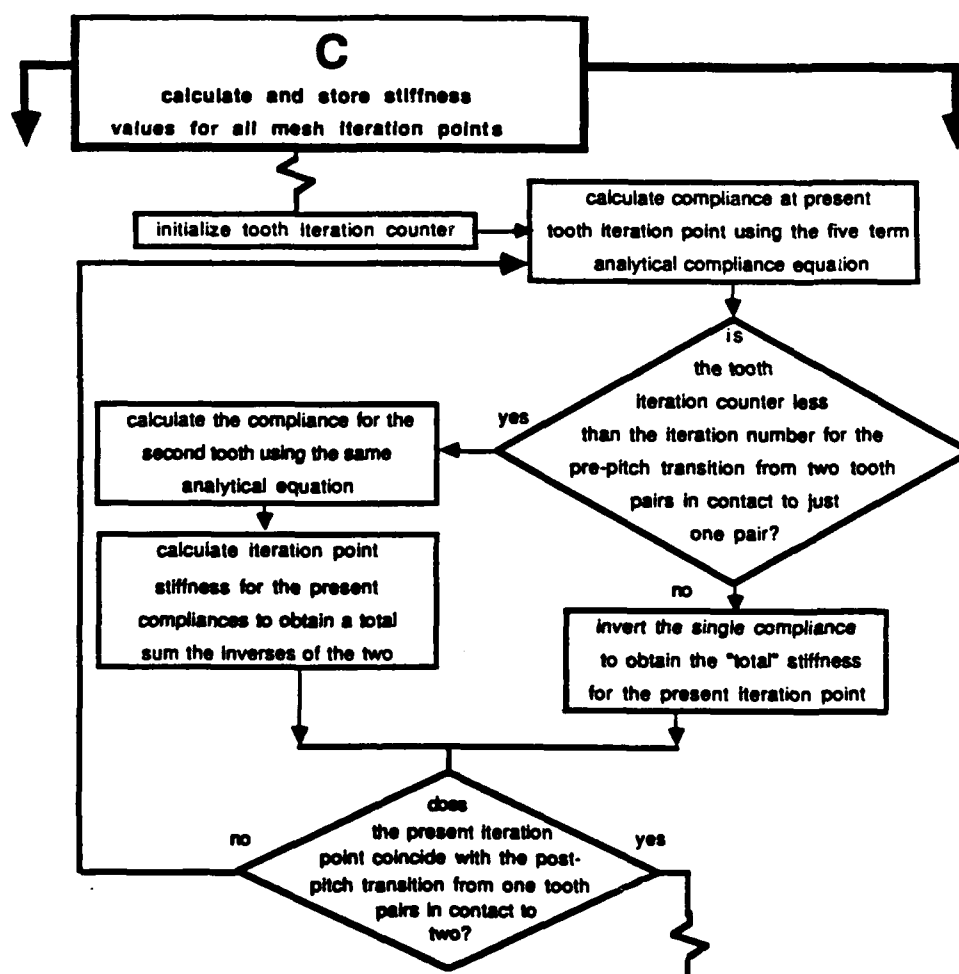 C
calculate and store stiffness
values for all mesh iteration points
initialize tooth iteration counter
calculate compliance at present
tooth iteration point using the five term
analytical compliance equation
is
the tooth
iteration counter less
than the iteration number for the
pre-pitch transition from two tooth
pairs in contact to just
one pair?
yes
calculate the compliance for the
second tooth using the same
analytical equation
calculate iteration point
stiffness for the present
compliances to obtain a total
sum the inverses of the two
no
invert the single compliance
to obtain the "total" stiffness
for the present iteration point
does
the present iteration
point coincide with the post-
pitch transition from one tooth
pairs in contact to
two?
no
yes